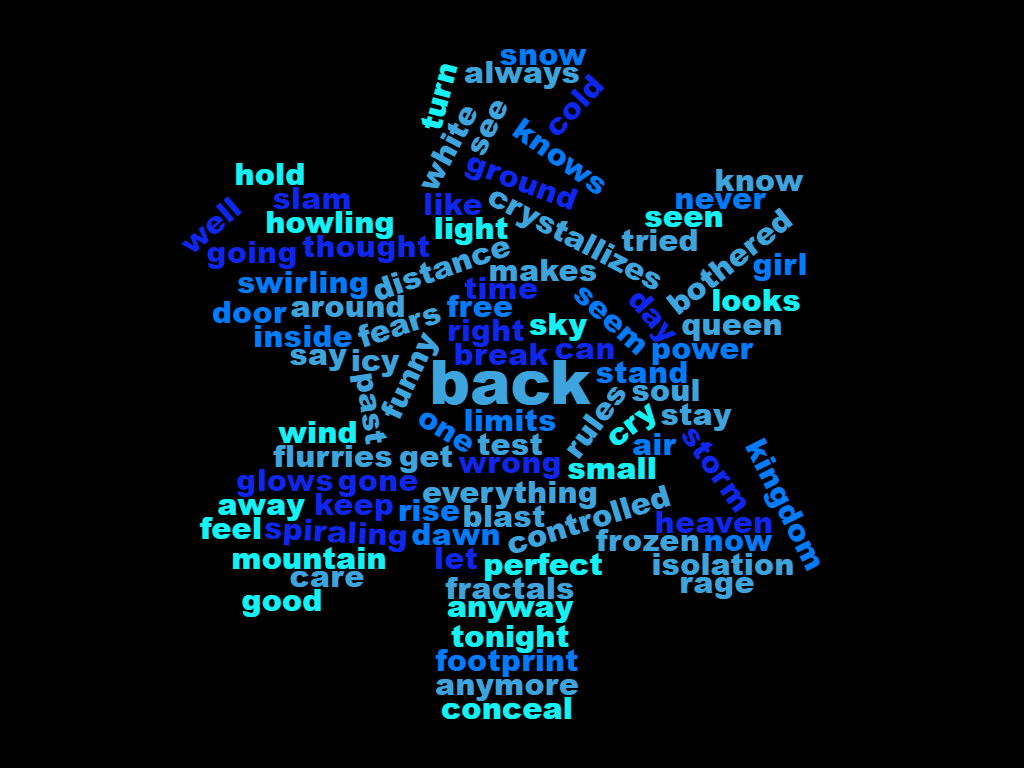 snow
always
turn
cold
white
see
knows
ground
hold
slam
well
howling
like
light
crystallizes
know
never
seen
tried
bothered
going
thought
distance
makes
girl
swirling
time
seem
day
looks
door
around
fears
free
right
sky
queen
inside
say
icy
funny
break
can
power
back
stand
soul
past
one
limits
rules
cry
stay
wind
test
air
storm
kingdom
flurries
get
wrong
small
glows
gone
everything
away
keep
rise
blast
controlled
heaven
feel
spiraling
dawn
frozen
now
mountain
let
perfect
isolation
care
fractals
rage
good
anyway
tonight
footprint
anymore
conceal